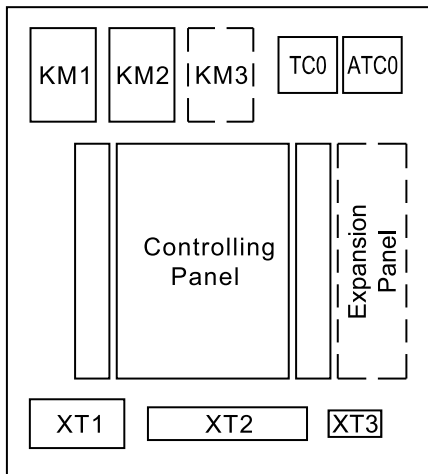 KM1
KM2
KM3
TC0
ATC0
Controlling
Panel
Expansion
Panel
XT1
XT2
XT3